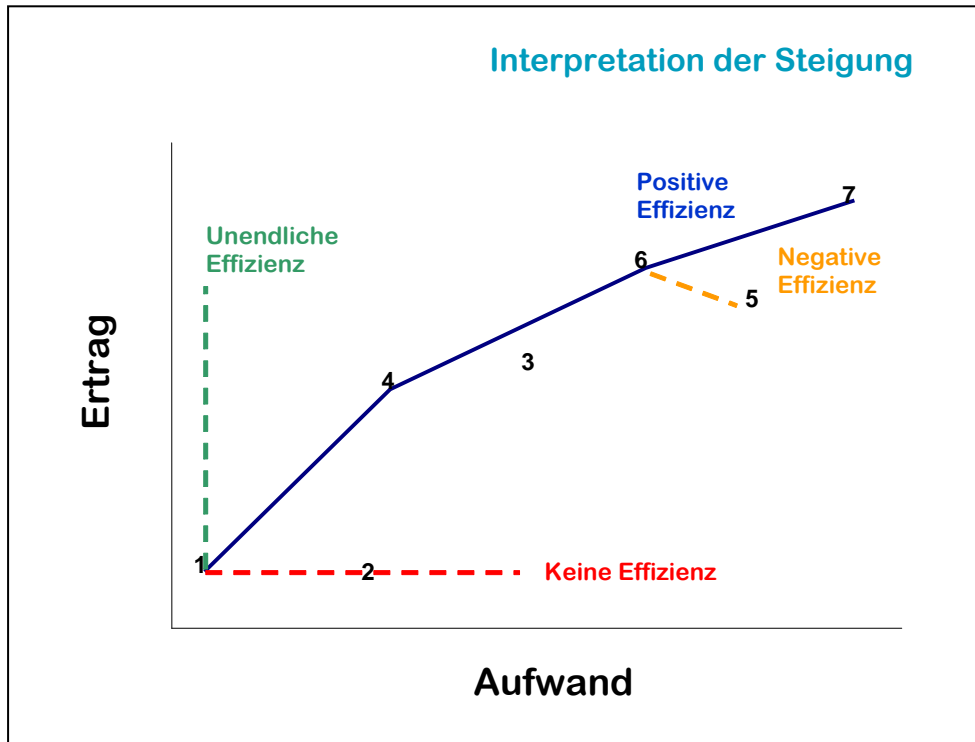 Interpretation der Steigung
Positive
Effizienz
7
Unendliche
Effizienz
6
Negative
Effizienz
5
3
4
Ertrag
1
2
Keine Effizienz
Aufwand